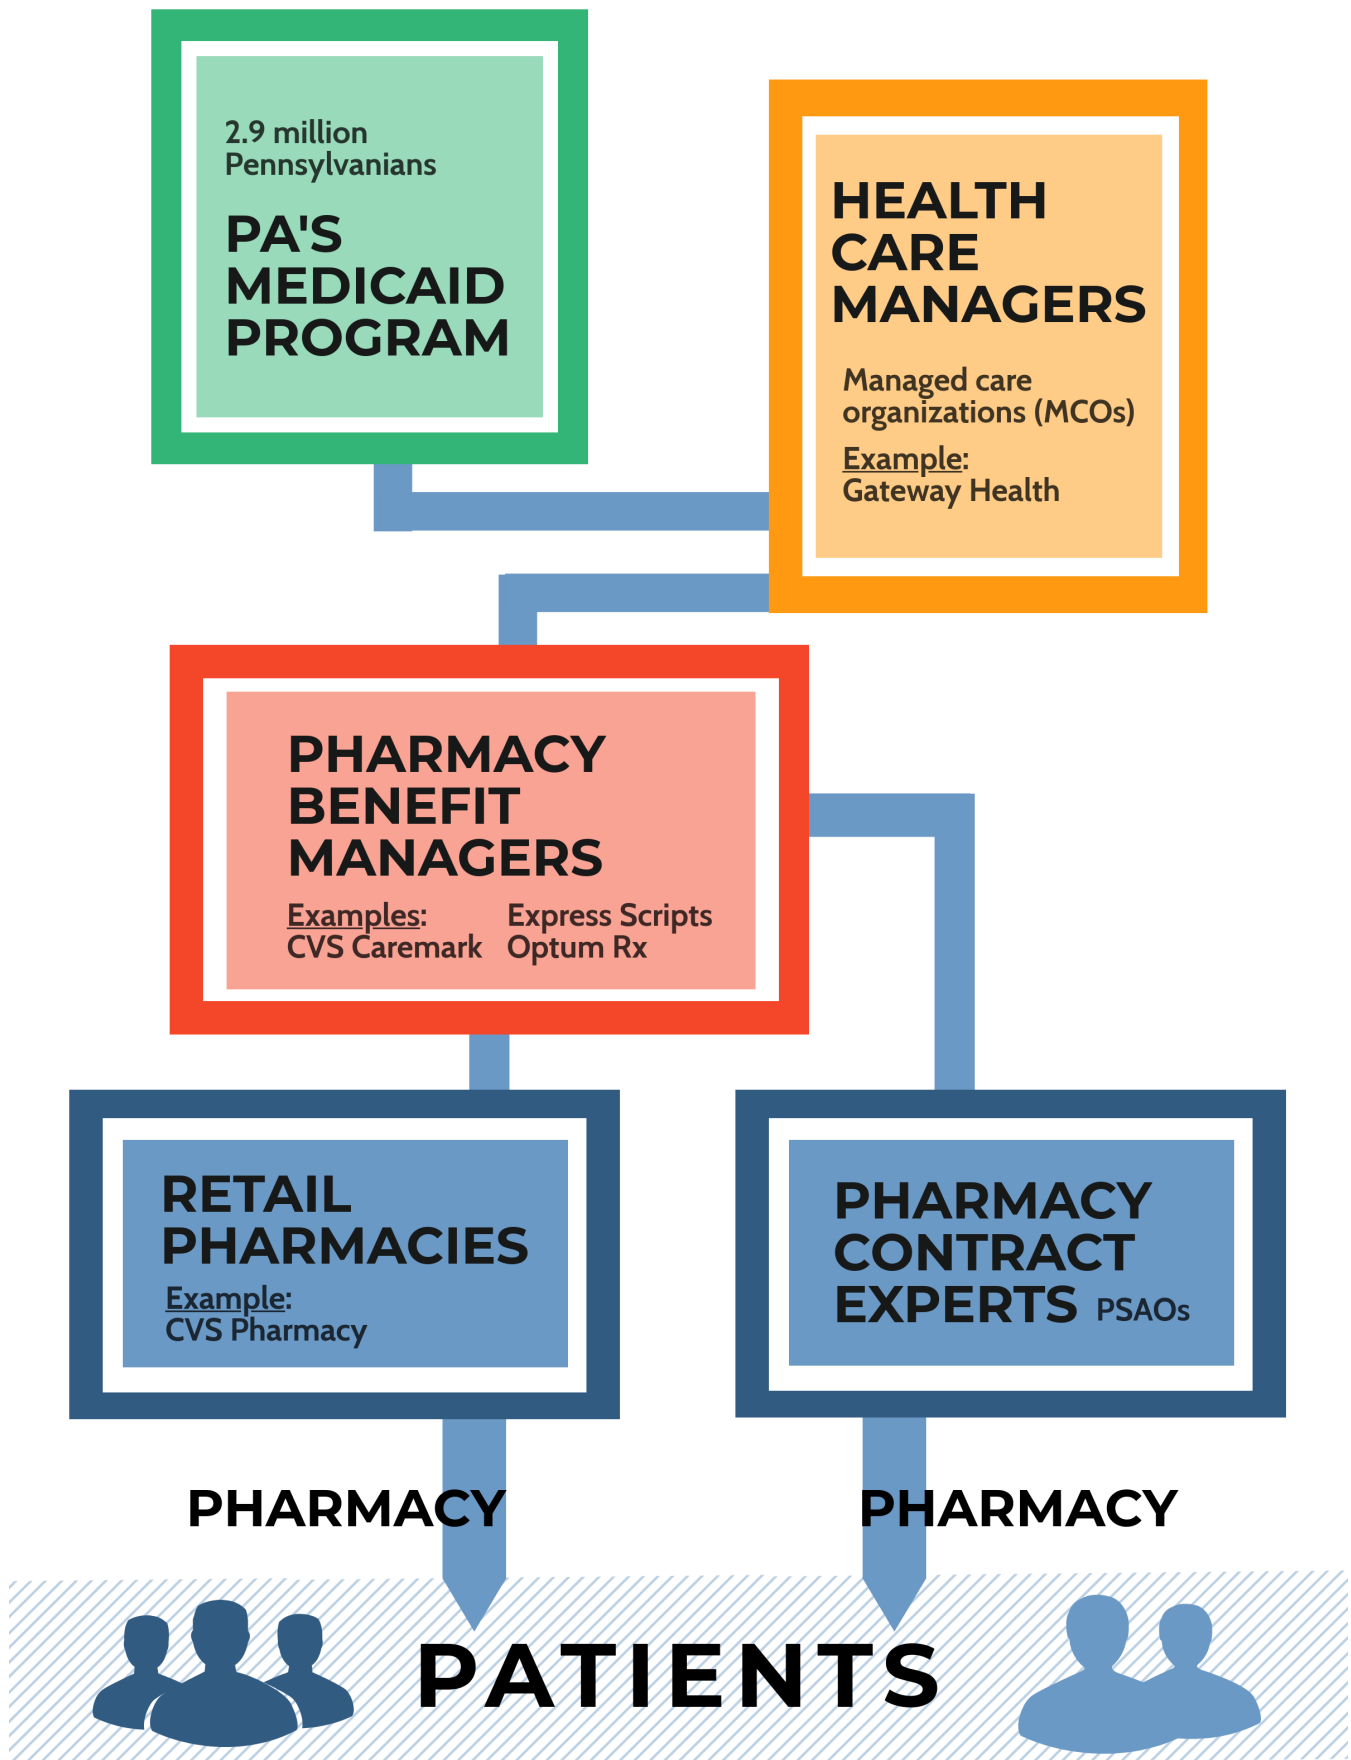 2.9 million
Pennsylvanians
PA'S
MEDICAID
PROGRAM
HEALTH
CARE
MANAGERS
Managed care
organizations (MCOs)
Example:
Gateway Health
PHARMACY
BENEFIT
MANAGERS
Examples: Express Scripts
CVS Caremark Optum Rx
RETAIL
PHARMACIES
Example:
CVS Pharmacy
PHARMACY
CONTRACT
EXPERTS PSAOs
PHARMACY PHARMACY
PATIENTS